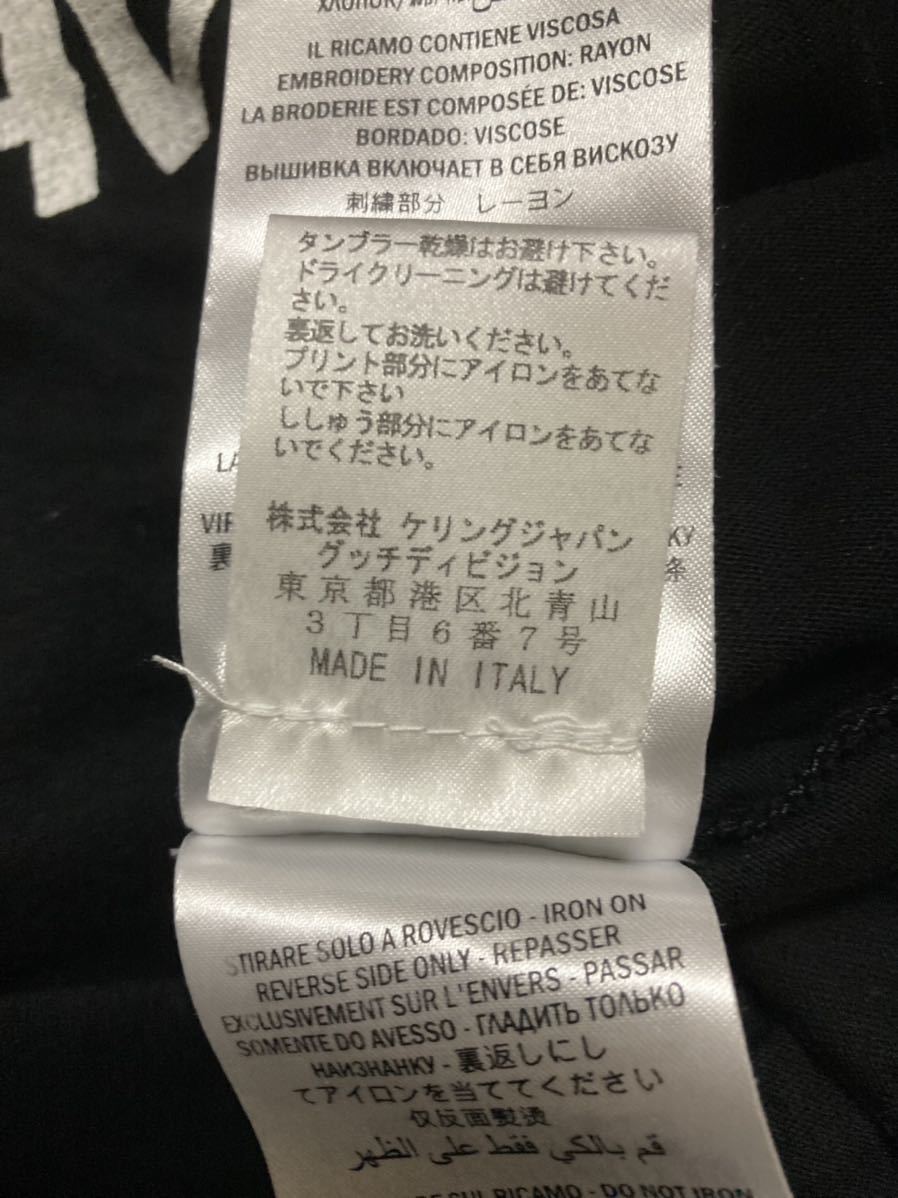 IL RICAMO CONTIENE VISCOSA
EMBROIDERY COMPOSITION: RAYON
LA BRODERIE EST COMPOSÉE DE: VISCOSE
BORDADO: VISCOSE
ВЫШИВКА ВКЛЮЧАЕТ В СЕБЯ ВИСКОЗУ
刺繍部分 レーヨン
タンブラー乾燥はお避け下さい。
ドライクリーニングは避けてくだ
さい。
裏返してお洗いください。
プリント部分にアイロンをあてな
いで下さい
ししゅう部分にアイロンをあてな
いでください。
株式会社 ケリングジャパン
グッチディビジョン
東京都港区北青山
3丁目6番7号
MADE IN ITALY
STIRARE SOLO A ROVESCIO - IRON ON
REVERSE SIDE ONLY - REPASSER
EXCLUSIVEMENT SUR L'ENVERS - PASSAR
SOMENTE DO AVESSO - ГЛАДИТЬ ТОЛЬКО
НАИЗНАНКУ - 裏返しにし
てアイロンを当ててください
仅反面熨烫
قم بالكي فقط على الظهر
SUL RICAMO - DO NOT IRON